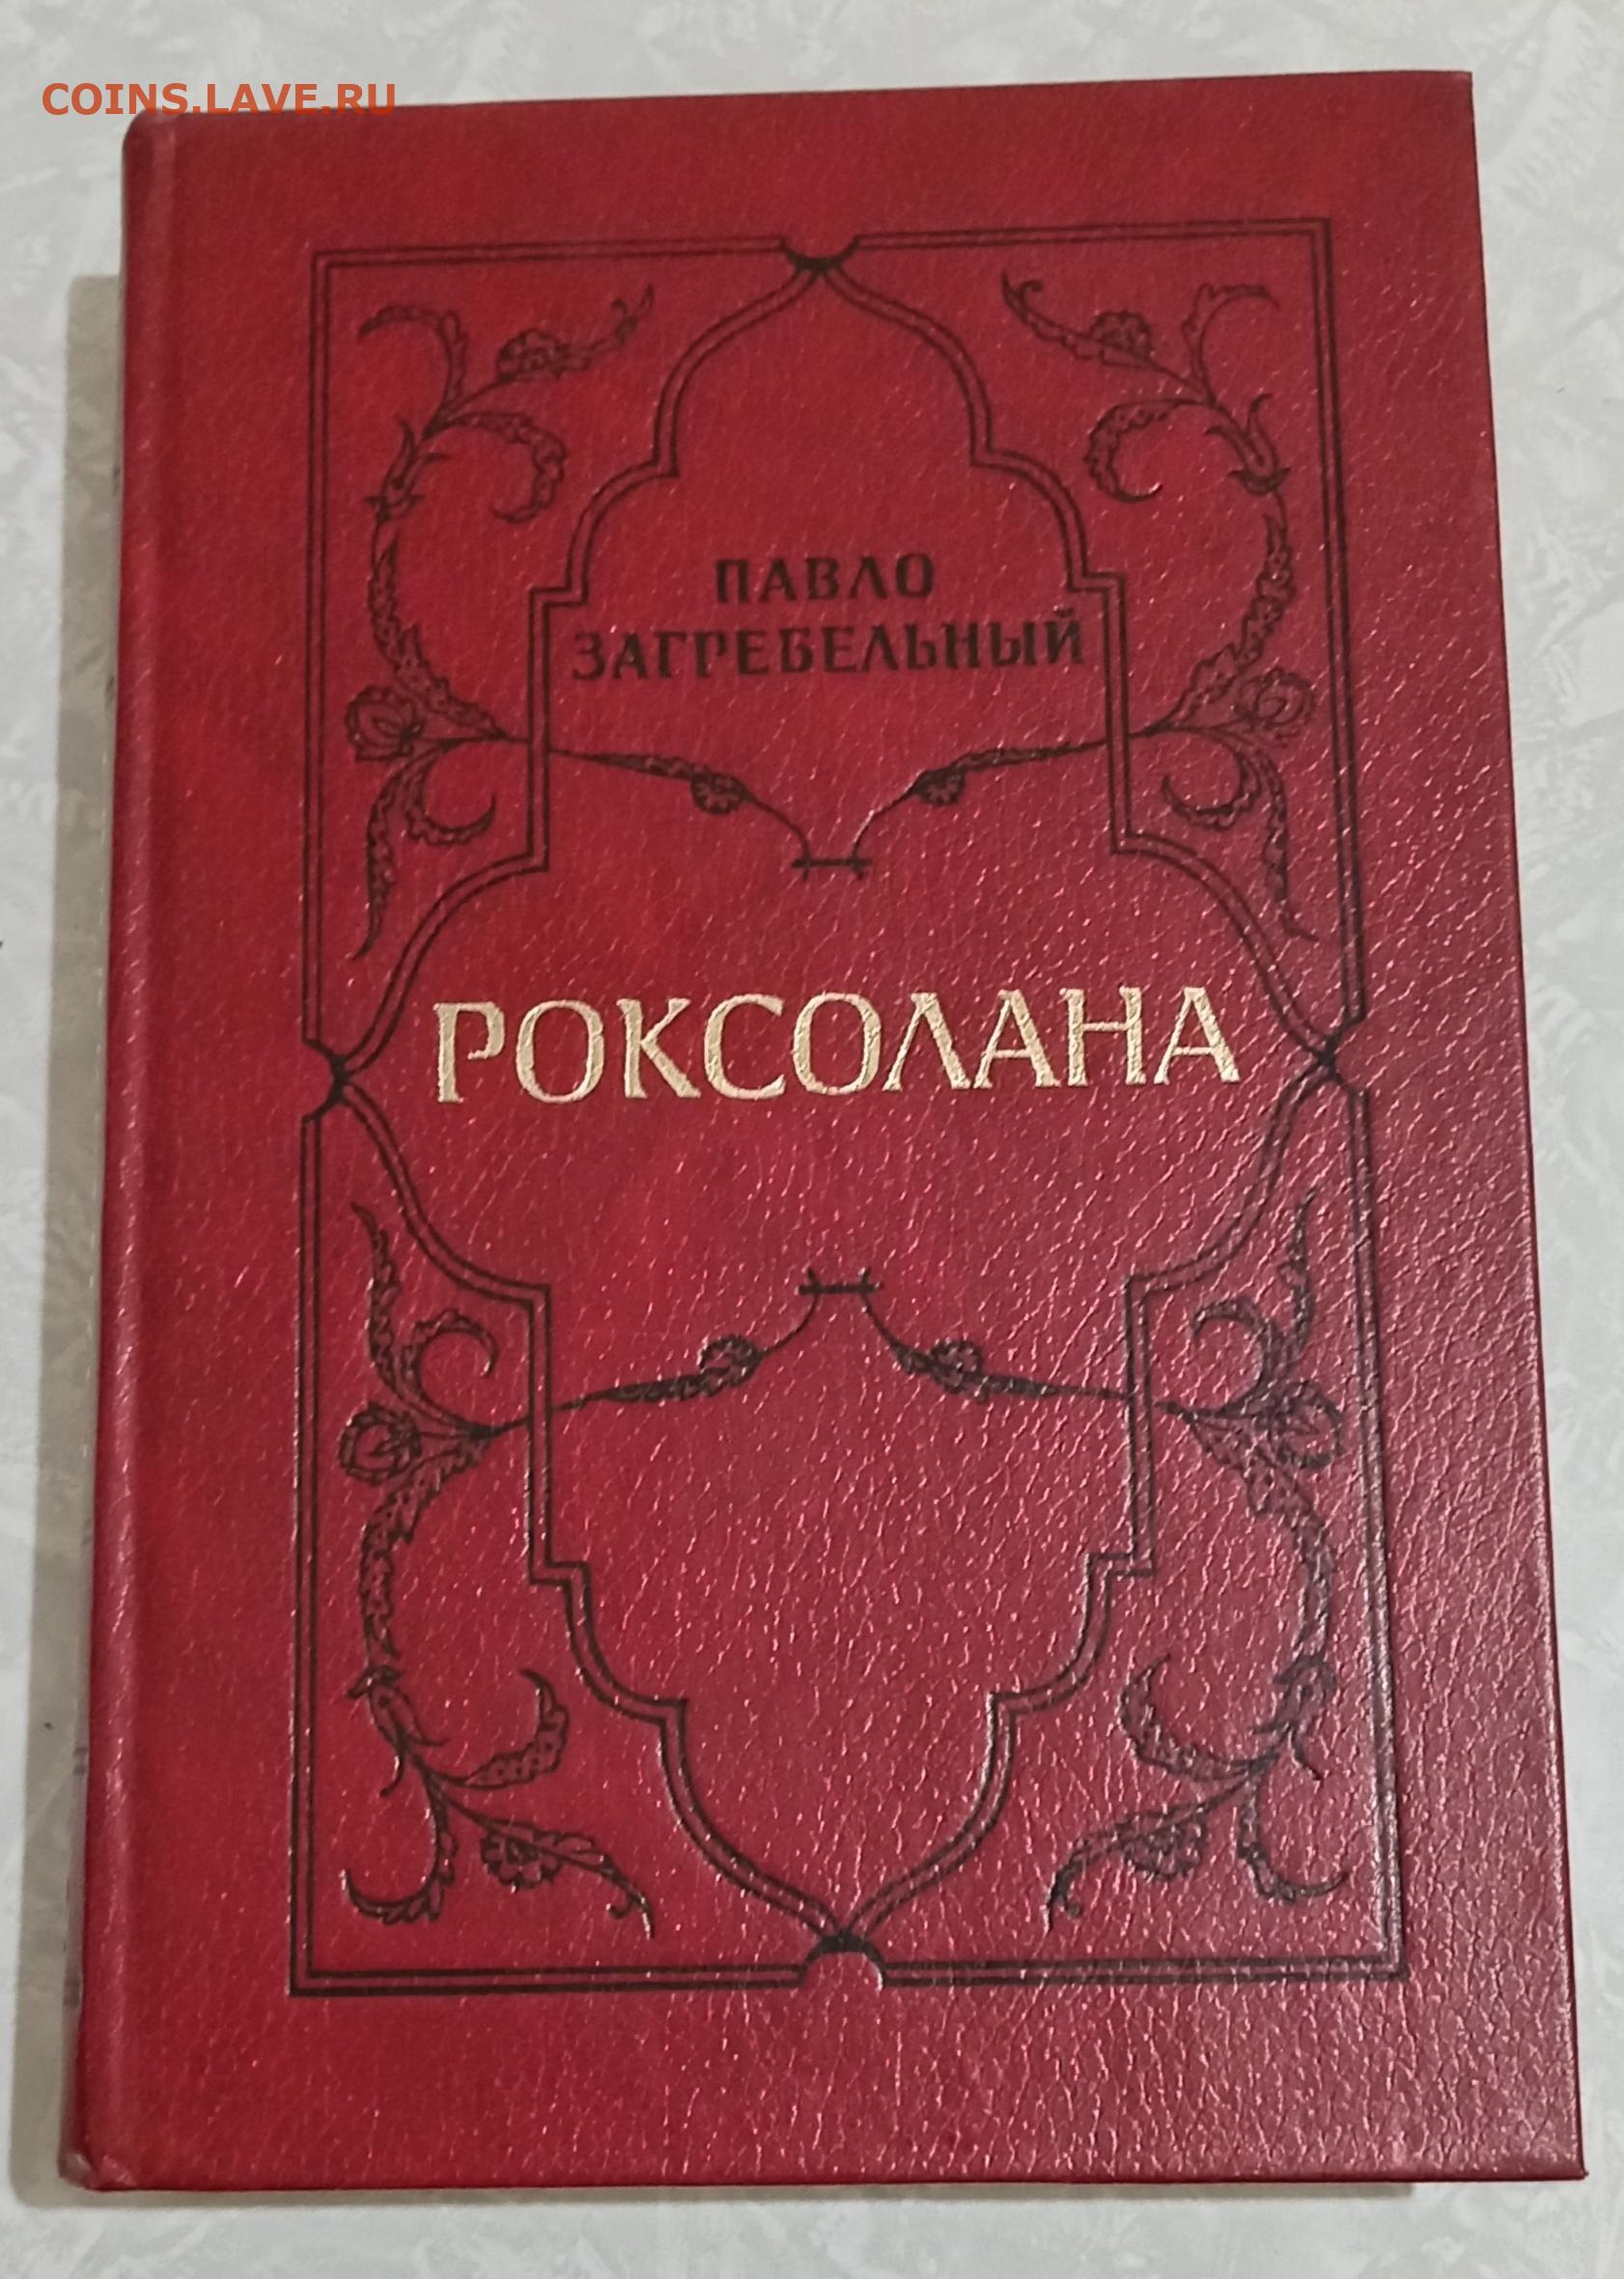 COINS.LAVE.RU
ПАВЛО
ЗАГРЕБЕЛЬНЫЙ
РОКСОЛАНА